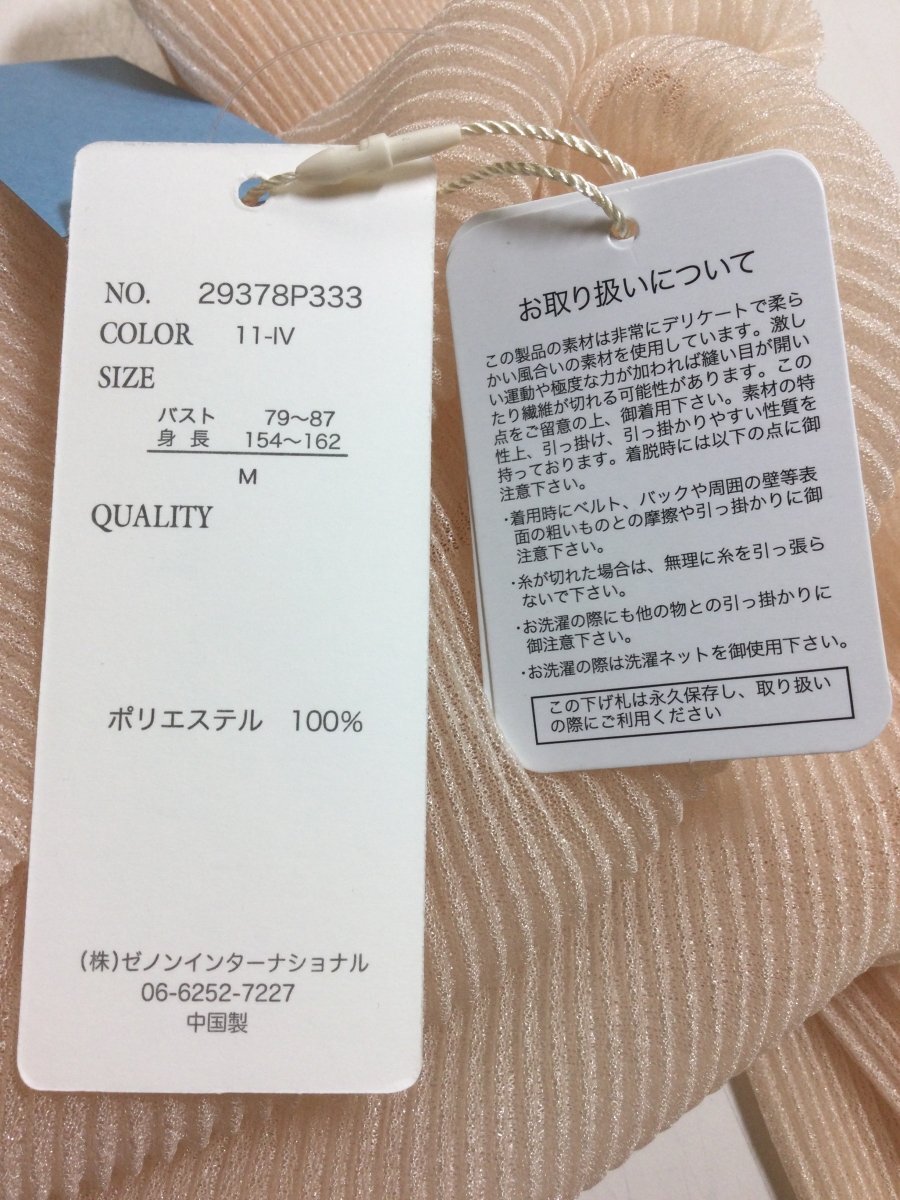 NO. 29378P333
COLOR 11-IV
SIZE
バスト 79〜87
身長 154〜162
M
QUALITY
ポリエステル 100%
(株)ゼノンインターナショナル
06-6252-7227
中国製
お取り扱いについて
この製品の素材は非常にデリケートで柔ら
かい風合いの素材を使用しています。激し
い運動や極度な力が加われば縫い目が開い
たり繊維が切れる可能性があります。この
点をご留意の上、御着用下さい。素材の特
性上、引っ掛け、引っ掛かりやすい性質を
持っております。着脱時には以下の点に御
注意下さい。
・着用時にベルト、バックや周囲の壁等表
面の粗いものとの摩擦や引っ掛かりに御
注意下さい。
・糸が切れた場合は、無理に糸を引っ張ら
ないで下さい。
・お洗濯の際にも他の物との引っ掛かりに
御注意下さい。
・お洗濯の際は洗濯ネットを御使用下さい。
この下げ札は永久保存し、取り扱い
の際にご利用ください